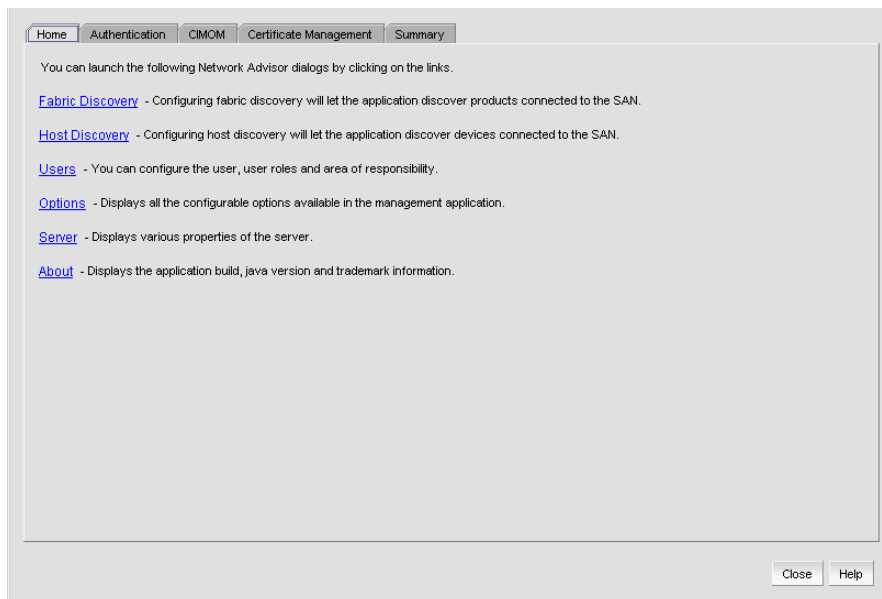 Home Authentication CIMOM Certificate Management Summary
You can launch the following Network Advisor dialogs by clicking on the links.
Fabric Discovery - Configuring fabric discovery will let the application discover products connected to the SAN.
Host Discovery - Configuring host discovery will let the application discover devices connected to the SAN.
Users - You can configure the user, user roles and area of responsibility.
Options - Displays all the configurable options available in the management application.
Server - Displays various properties of the server.
About - Displays the application build, java version and trademark information.
Close Help